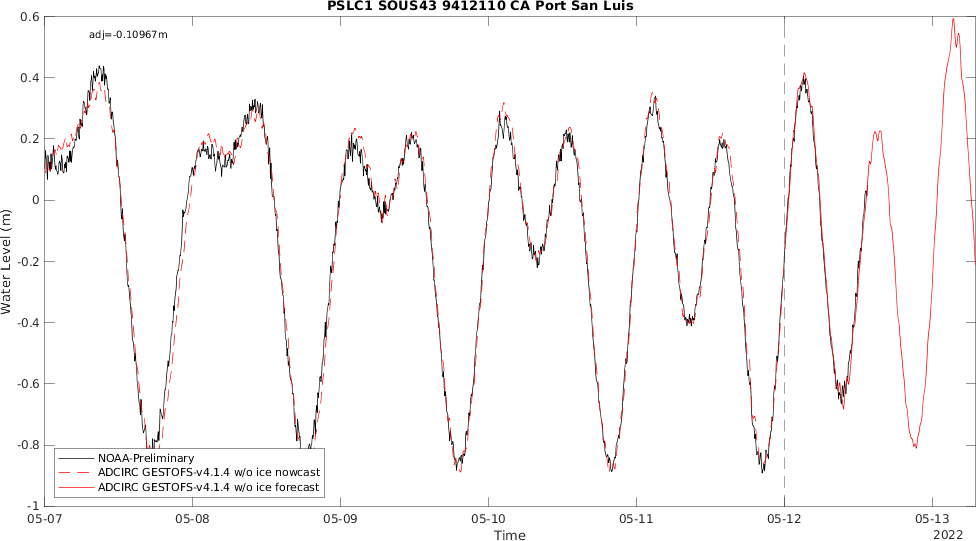 PSLC1 SOUS43 9412110 CA Port San Luis
adj=-0.10967m
0.6
0.4
0.2
0
-0.2
-0.4
-0.6
-0.8
-1
Water Level (m)
NOAA-Preliminary
ADCIRC GESTOFS-v4.1.4 w/o ice nowcast
ADCIRC GESTOFS-v4.1.4 w/o ice forecast
05-07 05-08 05-09 05-10 05-11 05-12 05-13
Time
2022